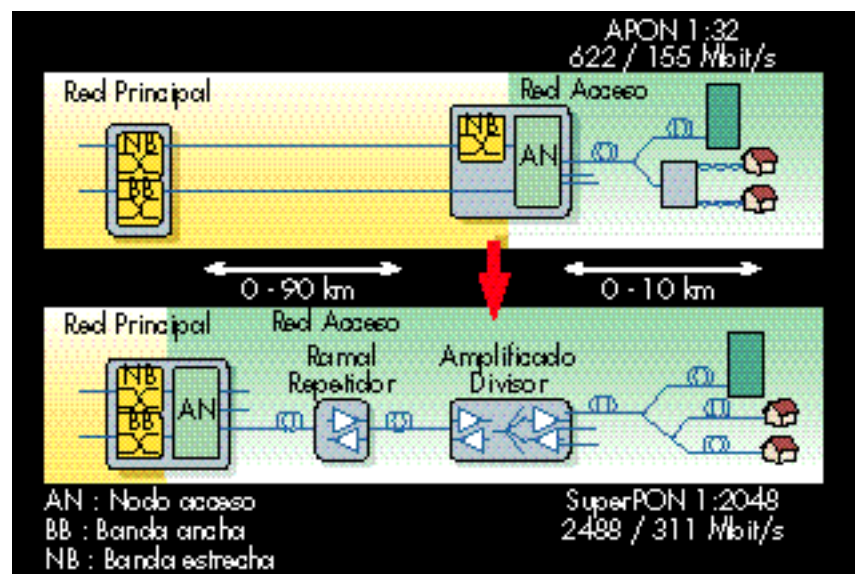 APON 1:32
622 / 155 Mbit/s
Red Principal
Red Acceso
NB
BB
NB
AN
0 - 90 km
0 - 10 km
Red Principal
Red Acceso
Ramal
Repetidor
Amplificado
Divisor
NB
BB
AN
AN : Nodo acceso
BB : Banda ancha
NB : Banda estrecha
SuperPON 1:2048
2488 / 311 Mbit/s